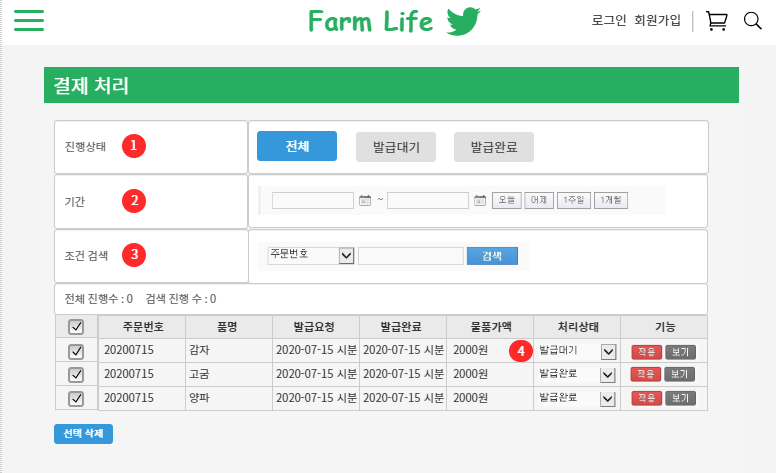 Farm Life
로그인 회원가입
결제 처리
진행상태 1 전체 발급대기 발급완료
기간 2 ~ 오늘 어제 1주일 1개월
조건 검색 3 주문번호 검색
전체 진행수 : 0 검색 진행 수 : 0
주문번호 품명 발급요청 발급완료 물품가액 처리상태 기능
20200715 감자 2020-07-15 시분 2020-07-15 시분 2000원 4 발급대기 적용 보기
20200715 고굼 2020-07-15 시분 2020-07-15 시분 2000원 발급완료 적용 보기
20200715 양파 2020-07-15 시분 2020-07-15 시분 2000원 발급완료 적용 보기
선택 삭제